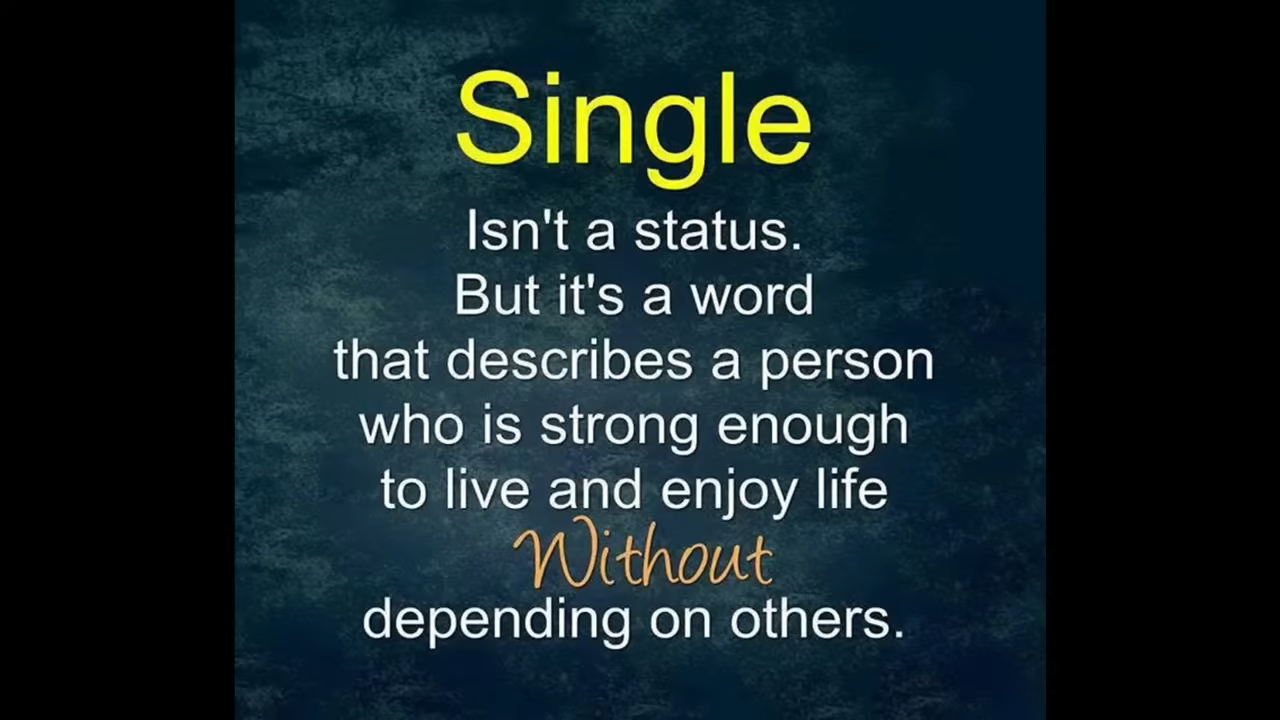 Single
Isn't a status.
But it's a word
that describes a person
who is strong enough
to live and enjoy life
Without
depending on others.